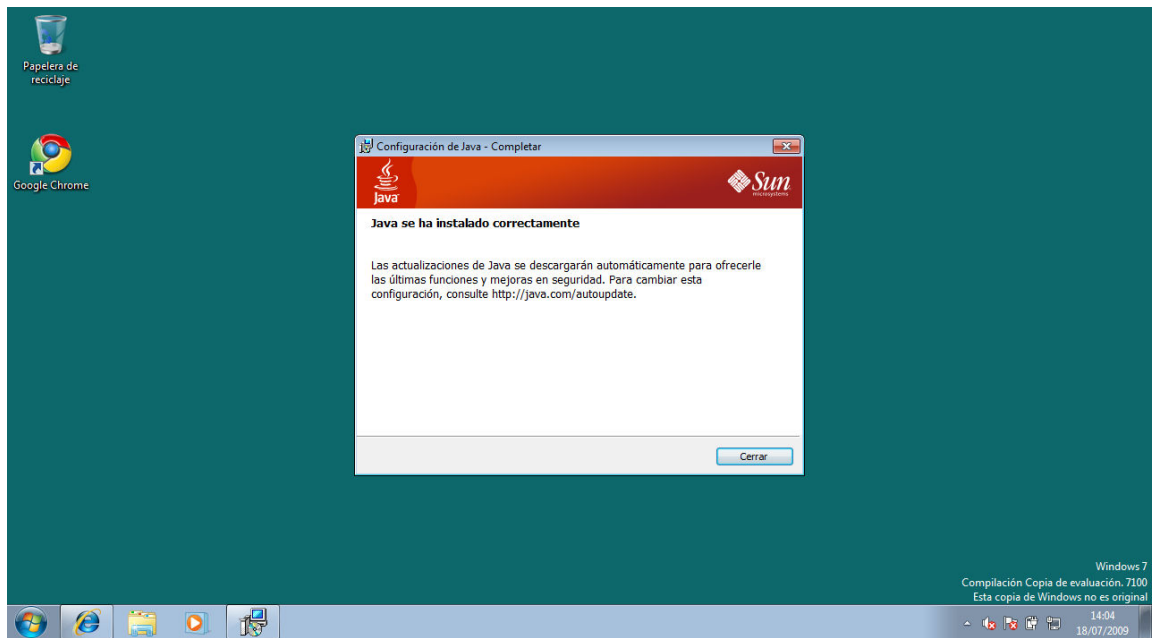 Papelera de
reciclaje
Google Chrome
Configuración de Java - Completar
Java
Sun
microsystems
Java se ha instalado correctamente
Las actualizaciones de Java se descargarán automáticamente para ofrecerle
las últimas funciones y mejoras en seguridad. Para cambiar esta
configuración, consulte http://java.com/autoupdate.
Cerrar
Windows 7
Compilación Copia de evaluación. 7100
Esta copia de Windows no es original
14:04
18/07/2009